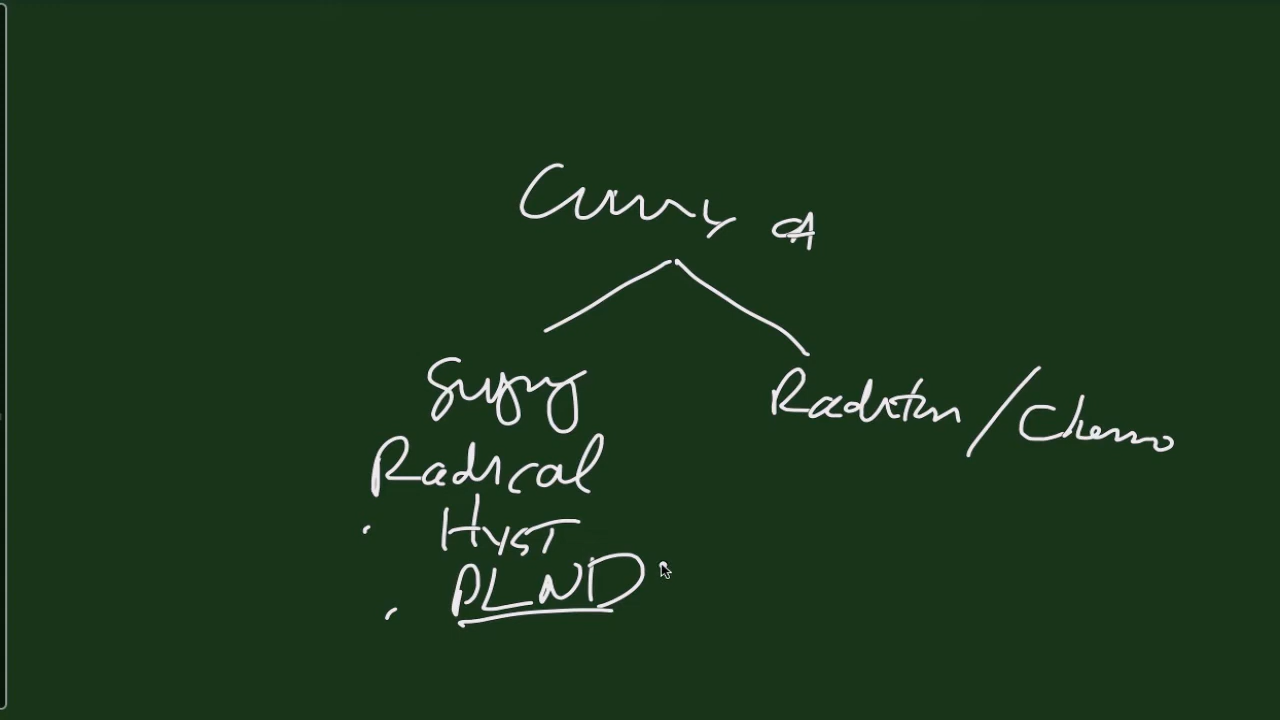 Cervix CA
Surgery
Radiation / Chemo
Radical
. HYST
. PLND